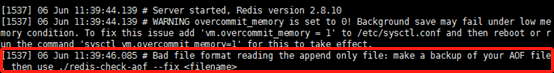 [1537] 06 Jun 11:39:44.139 # Server started, Redis version 2.8.10
[1537] 06 Jun 11:39:44.139 # WARNING overcommit_memory is set to 0! Background save may fail under low me
mory condition. To fix this issue add 'vm.overcommit_memory = 1' to /etc/sysctl.conf and then reboot or r
un the command 'sysctl vm.overcommit_memory=1' for this to take effect.
[1537] 06 Jun 11:39:46.085 # Bad file format reading the append only file: make a backup of your AOF file
, then use ./redis-check-aof --fix <filename>